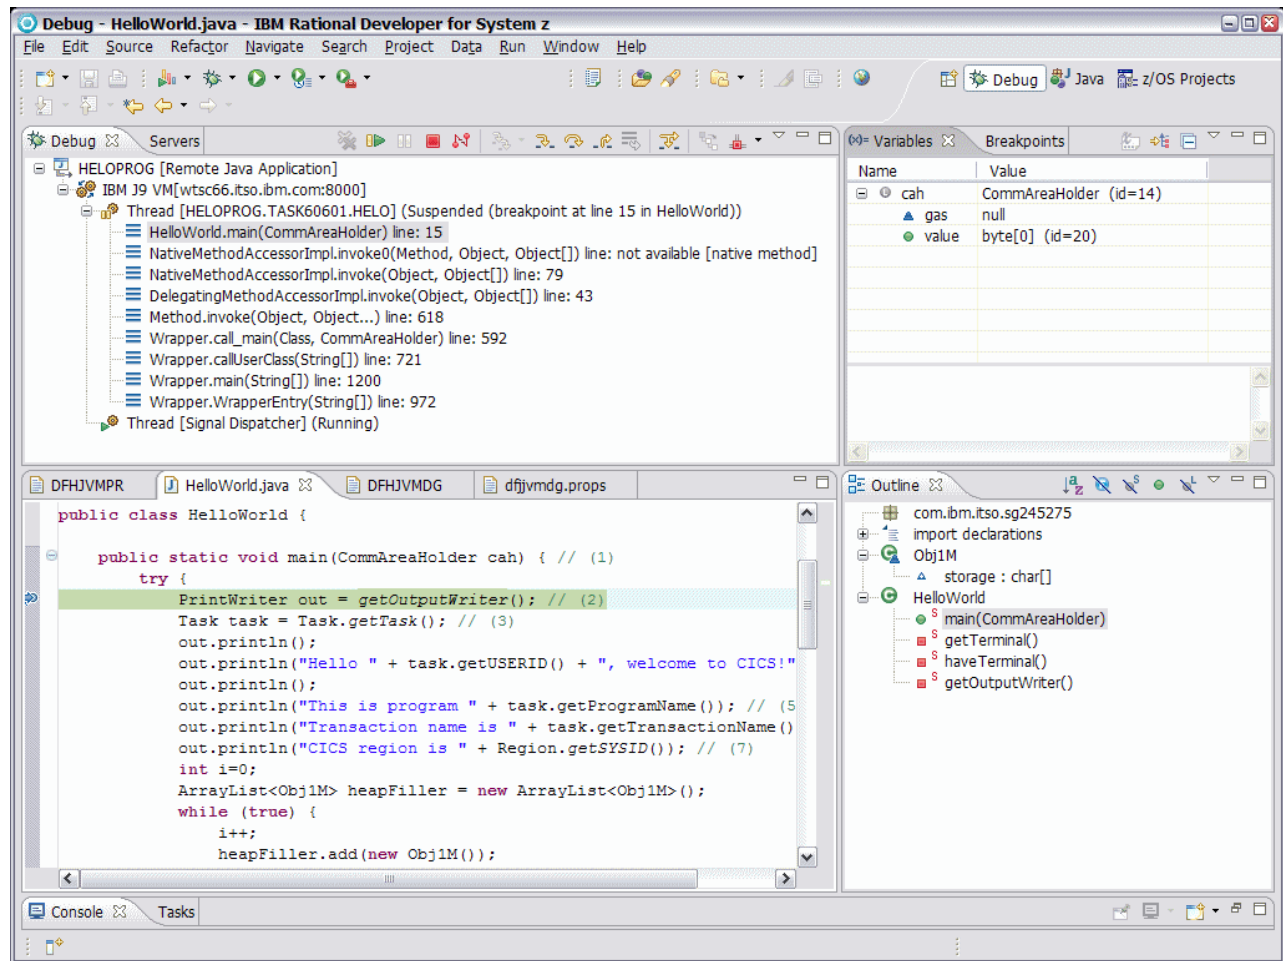 Debug - HelloWorld.java - IBM Rational Developer for System z
File Edit Source Refactor Navigate Search Project Data Run Window Help
Debug Java z/OS Projects
Debug Servers
HELOPROG [Remote Java Application]
IBM J9 VM[wtsc66.itso.ibm.com:8000]
Thread [HELOPROG.TASK60601.HELO] (Suspended (breakpoint at line 15 in HelloWorld))
HelloWorld.main(CommAreaHolder) line: 15
NativeMethodAccessorImpl.invoke0(Method, Object, Object[]) line: not available [native method]
NativeMethodAccessorImpl.invoke(Object, Object[]) line: 79
DelegatingMethodAccessorImpl.invoke(Object, Object[]) line: 43
Method.invoke(Object, Object...) line: 618
Wrapper.call_main(Class, CommAreaHolder) line: 592
Wrapper.callUserClass(String[]) line: 721
Wrapper.main(String[]) line: 1200
Wrapper.WrapperEntry(String[]) line: 972
Thread [Signal Dispatcher] (Running)
(x)= Variables Breakpoints
Name Value
cah CommAreaHolder (id=14)
gas null
value byte[0] (id=20)
DFHJVMPR HelloWorld.java DFHJVMDG dfjjvmdg.props
public class HelloWorld {
public static void main(CommAreaHolder cah) { // (1)
try {
PrintWriter out = getOutputWriter(); // (2)
Task task = Task.getTask(); // (3)
out.println();
out.println("Hello " + task.getUSERID() + ", welcome to CICS!"
out.println();
out.println("This is program " + task.getProgramName()); // (5
out.println("Transaction name is " + task.getTransactionName()
out.println("CICS region is " + Region.getSYSID()); // (7)
int i=0;
ArrayList<Obj1M> heapFiller = new ArrayList<Obj1M>();
while (true) {
i++;
heapFiller.add(new Obj1M());
Outline
com.ibm.itso.sg245275
import declarations
Obj1M
storage : char[]
HelloWorld
main(CommAreaHolder)
getTerminal()
haveTerminal()
getOutputWriter()
Console Tasks